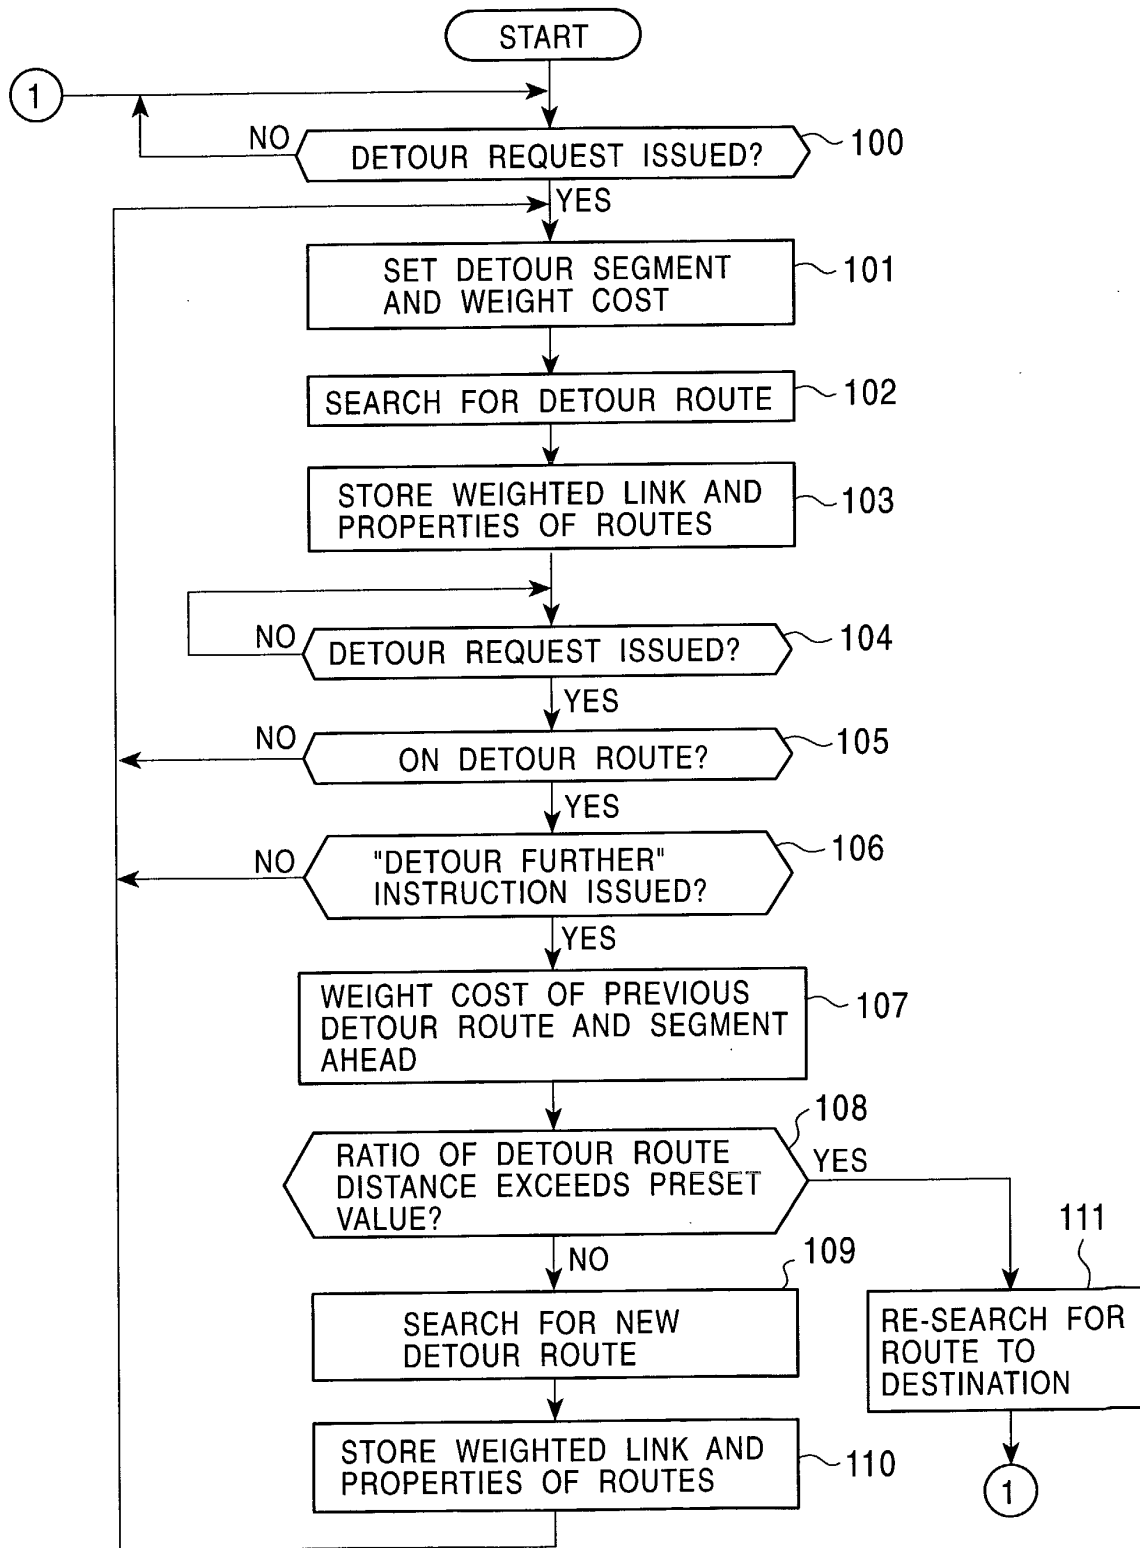 START
1
NO
DETOUR REQUEST ISSUED?
100
YES
SET DETOUR SEGMENT
AND WEIGHT COST
101
SEARCH FOR DETOUR ROUTE
102
STORE WEIGHTED LINK AND
PROPERTIES OF ROUTES
103
NO
DETOUR REQUEST ISSUED?
104
YES
NO
ON DETOUR ROUTE?
105
YES
NO
"DETOUR FURTHER"
INSTRUCTION ISSUED?
106
YES
WEIGHT COST OF PREVIOUS
DETOUR ROUTE AND SEGMENT
AHEAD
107
108
RATIO OF DETOUR ROUTE
DISTANCE EXCEEDS PRESET
VALUE?
YES
NO
109
SEARCH FOR NEW
DETOUR ROUTE
111
RE-SEARCH FOR
ROUTE TO
DESTINATION
STORE WEIGHTED LINK AND
PROPERTIES OF ROUTES
110
1